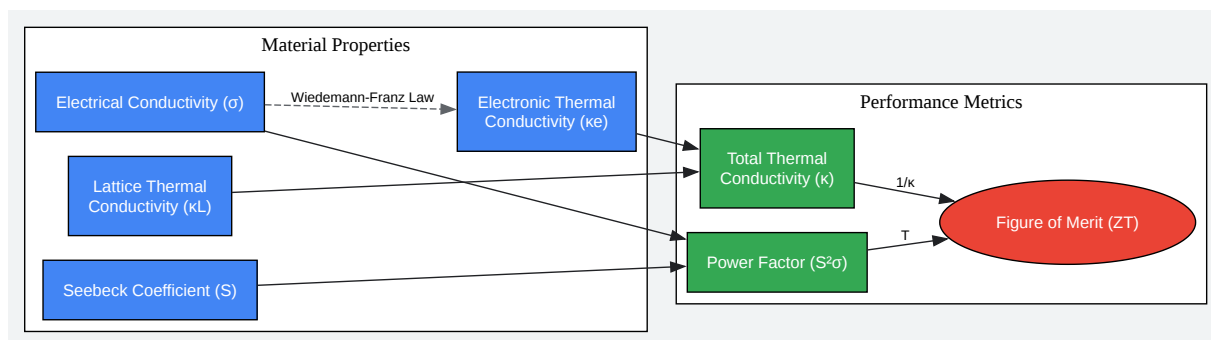 Material Properties
Electrical Conductivity (σ)
Wiedemann-Franz Law
Electronic Thermal
Conductivity (κe)
Lattice Thermal
Conductivity (κL)
Seebeck Coefficient (S)
Performance Metrics
Total Thermal
Conductivity (κ)
1/κ
Power Factor (S²σ)
T
Figure of Merit (ZT)